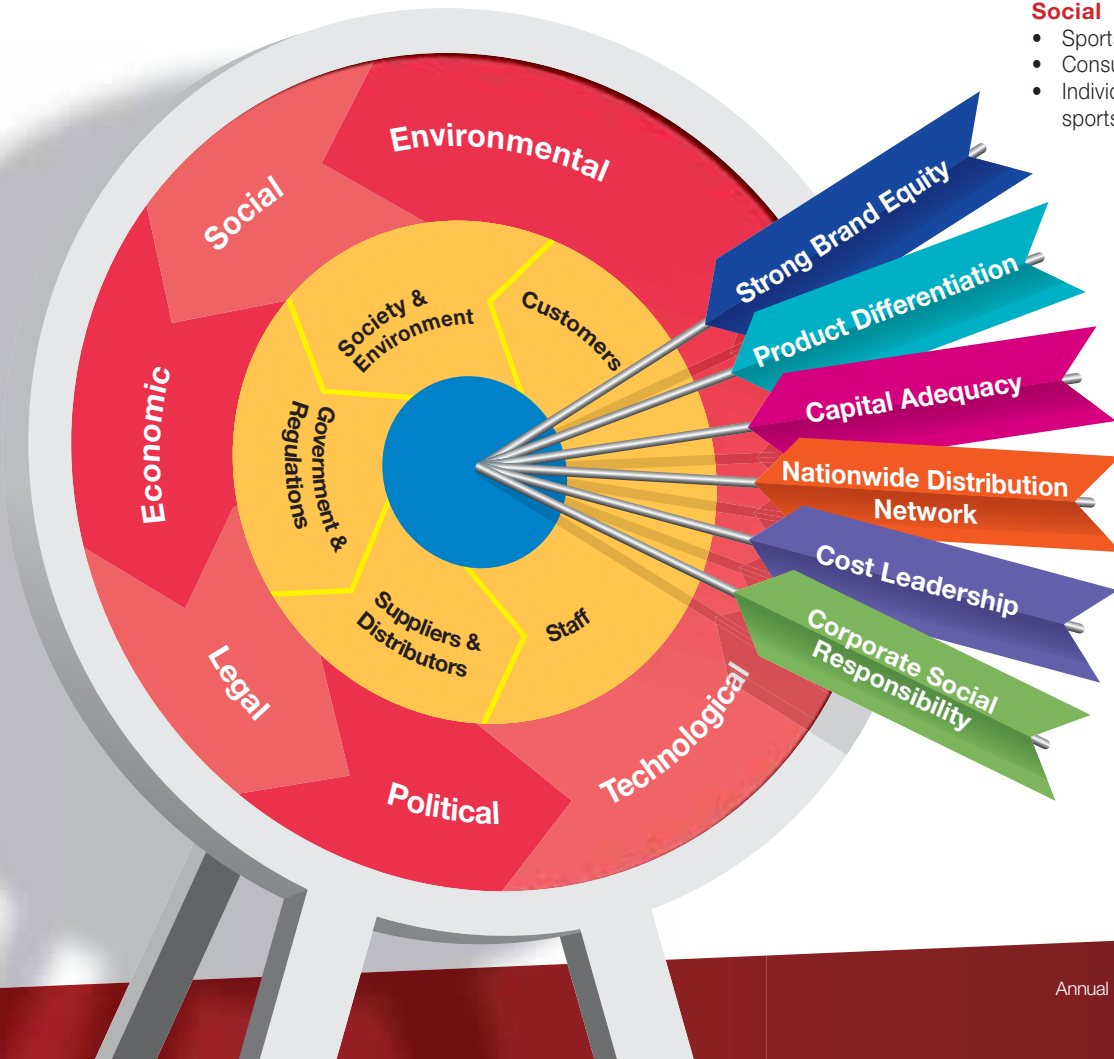 Social
•
•
•
Environmental
Social
Economic
Legal
Political
Technological
Society &
Environment
Customers
Government &
Regulations
Suppliers &
Distributors
Staff
Strong Brand Equity
Product Differentiation
Capital Adequacy
Nationwide Distribution
Network
Cost Leadership
Corporate Social
Responsibility
Annual